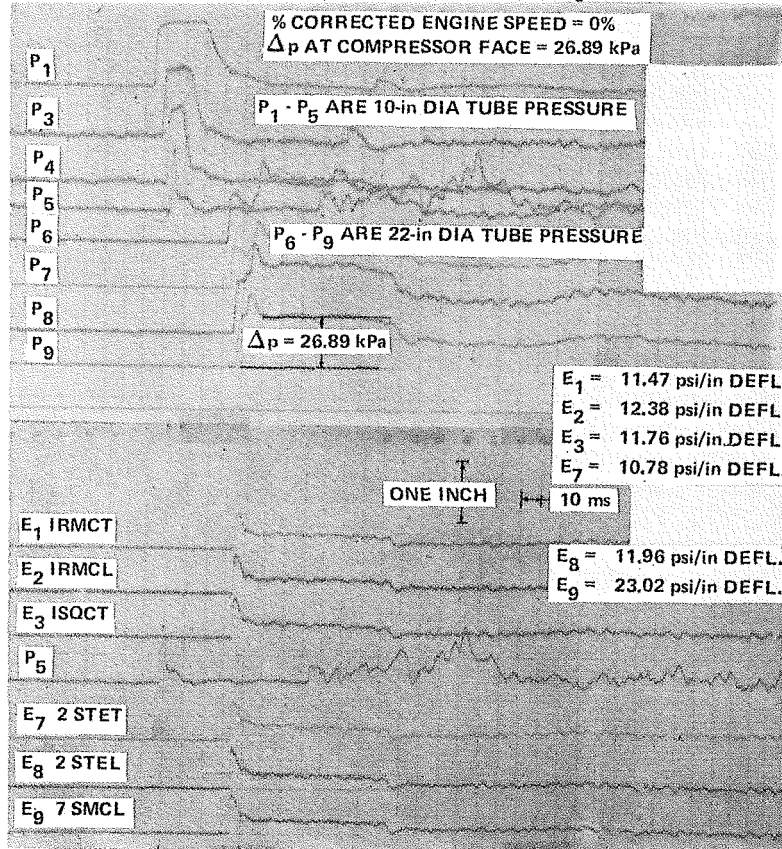 % CORRECTED ENGINE SPEED = 0%
Δp AT COMPRESSOR FACE = 26.89 kPa
P1
P3
P1 - P5 ARE 10-in DIA TUBE PRESSURE
P4
P5
P6
P6 - P9 ARE 22-in DIA TUBE PRESSURE
P7
P8
Δp = 26.89 kPa
P9
E1 = 11.47 psi/in DEFL.
E2 = 12.38 psi/in DEFL
E3 = 11.76 psi/in.DEFL
E7 = 10.78 psi/in DEFL.
ONE INCH
10 ms
E1 IRMCT
E2 IRMCL
E8 = 11.96 psi/in DEFL.
E9 = 23.02 psi/in DEFL.
E3 ISQCT
P5
E7 2 STET
E8 2 STEL
E9 7 SMCL